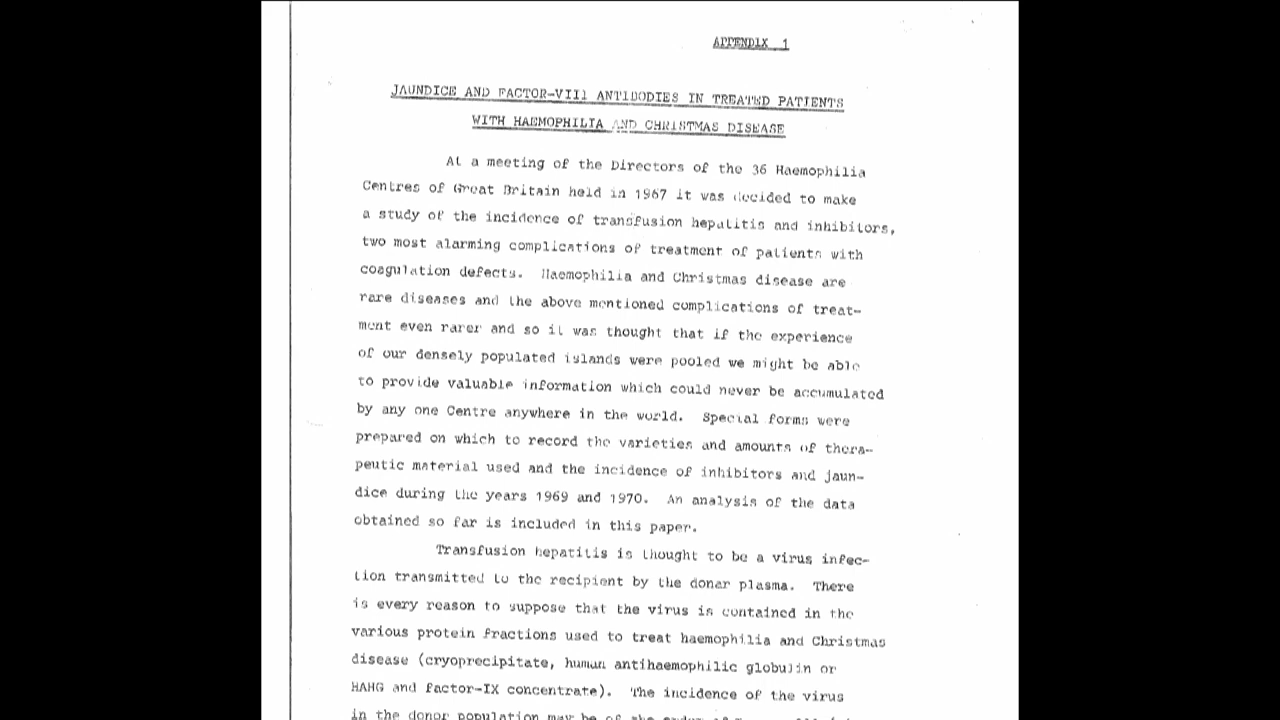 APPENDIX 1
JAUNDICE AND FACTOR-VIII ANTIBODIES IN TREATED PATIENTS
WITH HAEMOPHILIA AND CHRISTMAS DISEASE
At a meeting of the Directors of the 36 Haemophilia
Centres of Great Britain held in 1967 it was decided to make
a study of the incidence of transfusion hepatitis and inhibitors,
two most alarming complications of treatment of patients with
coagulation defects. Haemophilia and Christmas disease are
rare diseases and the above mentioned complications of treat-
ment even rarer and so it was thought that if the experience
of our densely populated islands were pooled we might be able
to provide valuable information which could never be accumulated
by any one Centre anywhere in the world. Special forms were
prepared on which to record the varieties and amounts of thera-
peutic material used and the incidence of inhibitors and jaun-
dice during the years 1969 and 1970. An analysis of the data
obtained so far is included in this paper.
Transfusion hepatitis is thought to be a virus infec-
tion transmitted to the recipient by the donar plasma. There
is every reason to suppose that the virus is contained in the
various protein fractions used to treat haemophilia and Christmas
disease (cryoprecipitate, human antihaemophilic globulin or
HAHG and factor-IX concentrate). The incidence of the virus
in the donor population may be of the